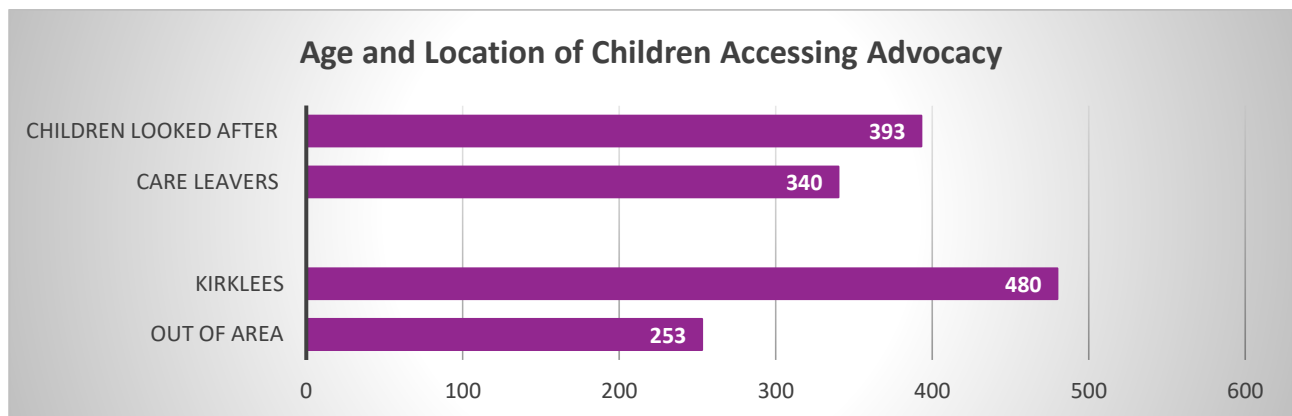 Age and Location of Children Accessing Advocacy
CHILDREN LOOKED AFTER 393
CARE LEAVERS 340
KIRKLEES 480
OUT OF AREA 253
0 100 200 300 400 500 600